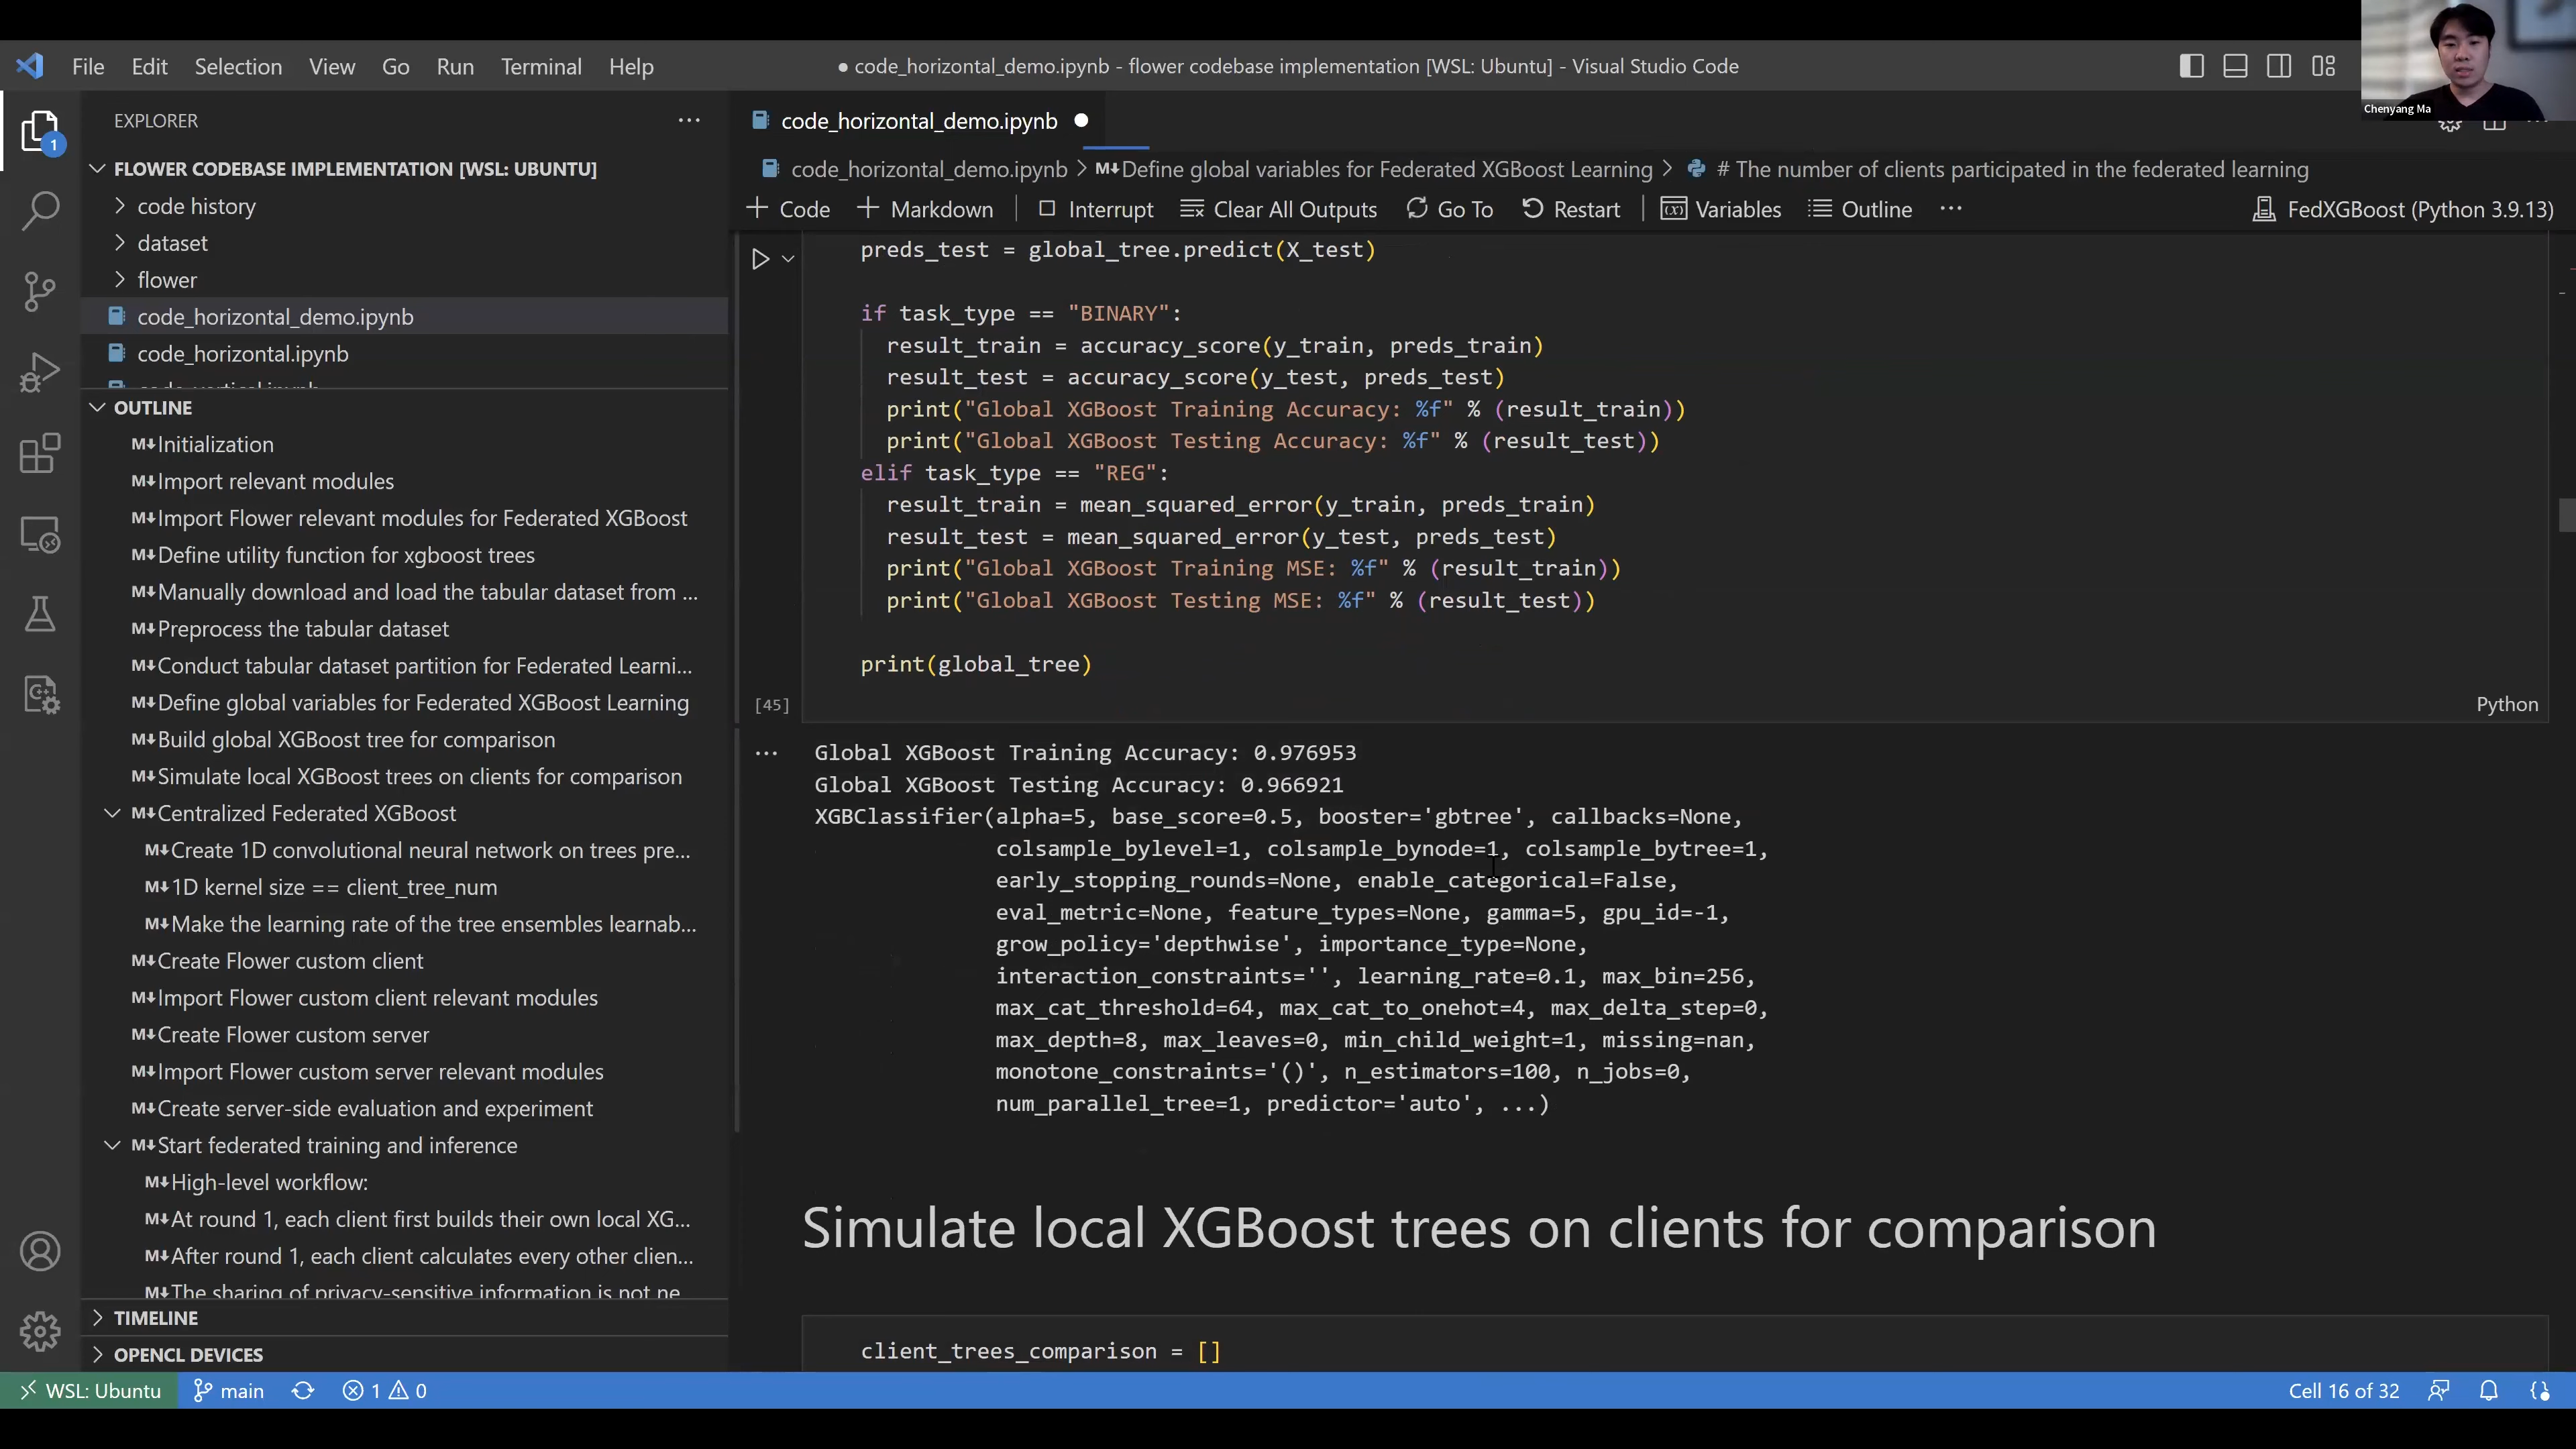 File Edit Selection View Go Run Terminal Help
● code_horizontal_demo.ipynb - flower codebase implementation [WSL: Ubuntu] - Visual Studio Code
Chenyang Ma
EXPLORER
1
FLOWER CODEBASE IMPLEMENTATION [WSL: UBUNTU]
code history
dataset
flower
code_horizontal_demo.ipynb
code_horizontal.ipynb
OUTLINE
M↓Initialization
M↓Import relevant modules
M↓Import Flower relevant modules for Federated XGBoost
M↓Define utility function for xgboost trees
M↓Manually download and load the tabular dataset from ...
M↓Preprocess the tabular dataset
M↓Conduct tabular dataset partition for Federated Learni...
M↓Define global variables for Federated XGBoost Learning
M↓Build global XGBoost tree for comparison
M↓Simulate local XGBoost trees on clients for comparison
M↓Centralized Federated XGBoost
M↓Create 1D convolutional neural network on trees pre...
M↓1D kernel size == client_tree_num
M↓Make the learning rate of the tree ensembles learnab...
M↓Create Flower custom client
M↓Import Flower custom client relevant modules
M↓Create Flower custom server
M↓Import Flower custom server relevant modules
M↓Create server-side evaluation and experiment
M↓Start federated training and inference
M↓High-level workflow:
M↓At round 1, each client first builds their own local XG...
M↓After round 1, each client calculates every other clien...
M↓The sharing of privacy-sensitive information is not ne
TIMELINE
OPENCL DEVICES
code_horizontal_demo.ipynb ●
code_horizontal_demo.ipynb > M↓Define global variables for Federated XGBoost Learning > # The number of clients participated in the federated learning
+ Code + Markdown | Interrupt Clear All Outputs Go To Restart | Variables Outline ... FedXGBoost (Python 3.9.13)
preds_test = global_tree.predict(X_test)
if task_type == "BINARY":
result_train = accuracy_score(y_train, preds_train)
result_test = accuracy_score(y_test, preds_test)
print("Global XGBoost Training Accuracy: %f" % (result_train))
print("Global XGBoost Testing Accuracy: %f" % (result_test))
elif task_type == "REG":
result_train = mean_squared_error(y_train, preds_train)
result_test = mean_squared_error(y_test, preds_test)
print("Global XGBoost Training MSE: %f" % (result_train))
print("Global XGBoost Testing MSE: %f" % (result_test))
print(global_tree)
[45] Python
Global XGBoost Training Accuracy: 0.976953
Global XGBoost Testing Accuracy: 0.966921
XGBClassifier(alpha=5, base_score=0.5, booster='gbtree', callbacks=None,
colsample_bylevel=1, colsample_bynode=1, colsample_bytree=1,
early_stopping_rounds=None, enable_categorical=False,
eval_metric=None, feature_types=None, gamma=5, gpu_id=-1,
grow_policy='depthwise', importance_type=None,
interaction_constraints='', learning_rate=0.1, max_bin=256,
max_cat_threshold=64, max_cat_to_onehot=4, max_delta_step=0,
max_depth=8, max_leaves=0, min_child_weight=1, missing=nan,
monotone_constraints='()', n_estimators=100, n_jobs=0,
num_parallel_tree=1, predictor='auto', ...)
Simulate local XGBoost trees on clients for comparison
client_trees_comparison = []
WSL: Ubuntu main 1 0 Cell 16 of 32